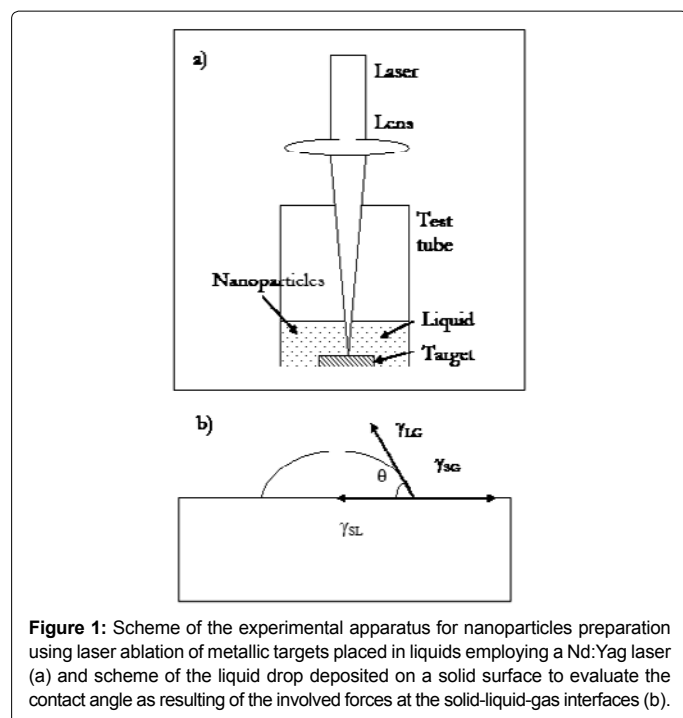 a)
Laser
Lens
Test
tube
Nanoparticles
Liquid
Target
b)
γLG
γSG
θ
γSL
Figure 1: Scheme of the experimental apparatus for nanoparticles preparation
using laser ablation of metallic targets placed in liquids employing a Nd:Yag laser
(a) and scheme of the liquid drop deposited on a solid surface to evaluate the
contact angle as resulting of the involved forces at the solid-liquid-gas interfaces (b).